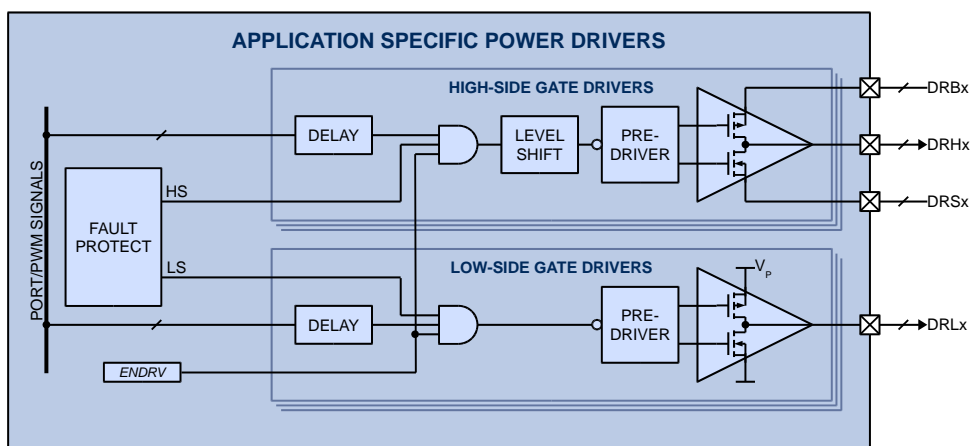 APPLICATION SPECIFIC POWER DRIVERS
HIGH-SIDE GATE DRIVERS
DRBx
DELAY
LEVEL
SHIFT
PRE-
DRIVER
DRHx
HS
DRSx
PORT/PWM SIGNALS
FAULT
PROTECT
LS
LOW-SIDE GATE DRIVERS
VP
DELAY
PRE-
DRIVER
DRLx
ENDRV